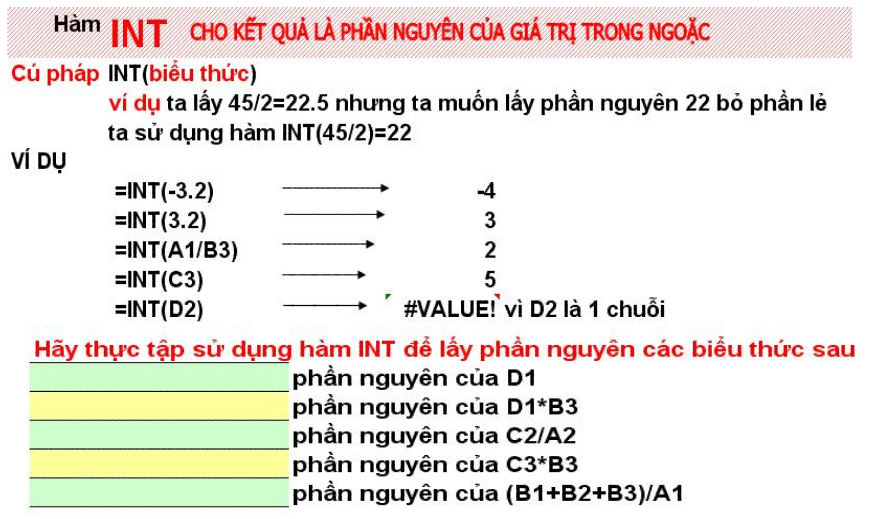 Hàm INT CHO KẾT QUẢ LÀ PHẦN NGUYÊN CỦA GIÁ TRỊ TRONG NGOẶC
Cú pháp INT(biểu thức)
ví dụ ta lấy 45/2=22.5 nhưng ta muốn lấy phần nguyên 22 bỏ phần lẻ
ta sử dụng hàm INT(45/2)=22
VÍ DỤ
=INT(-3.2) -4
=INT(3.2) 3
=INT(A1/B3) 2
=INT(C3) 5
=INT(D2) #VALUE! vì D2 là 1 chuỗi
Hãy thực tập sử dụng hàm INT để lấy phần nguyên các biểu thức sau
phần nguyên của D1
phần nguyên của D1*B3
phần nguyên của C2/A2
phần nguyên của C3*B3
phần nguyên của (B1+B2+B3)/A1